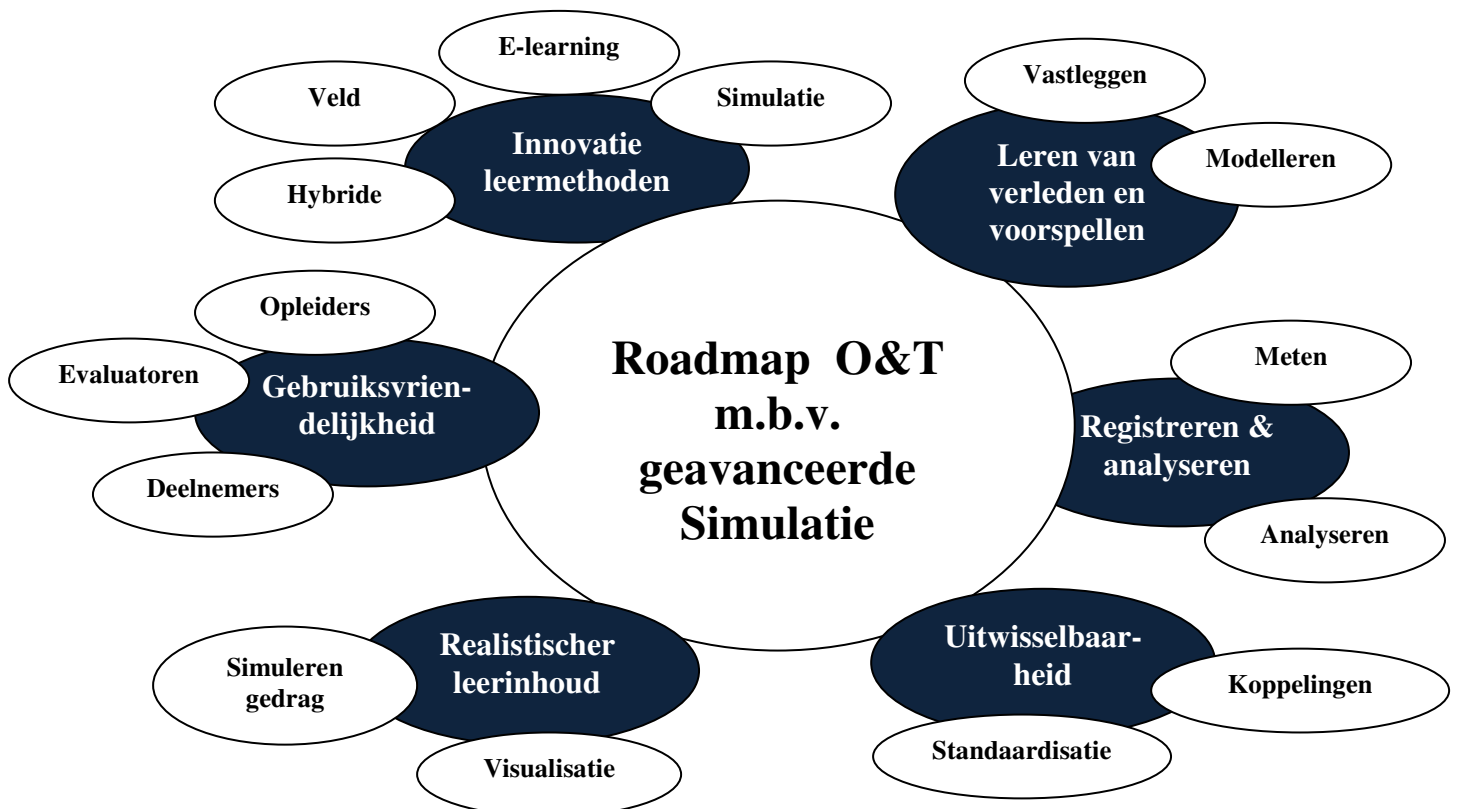 E-learning
Veld
Simulatie
Hybride
Innovatie
leermethoden
Vastleggen
Modelleren
Leren van
verleden en
voorspellen
Opleiders
Evaluatoren
Deelnemers
Gebruiksvrien-
delijkheid
Roadmap O&T
m.b.v.
geavanceerde
Simulatie
Meten
Registreren &
analyseren
Analyseren
Realistischer
leerinhoud
Simuleren
gedrag
Visualisatie
Uitwisselbaar-
heid
Koppelingen
Standaardisatie